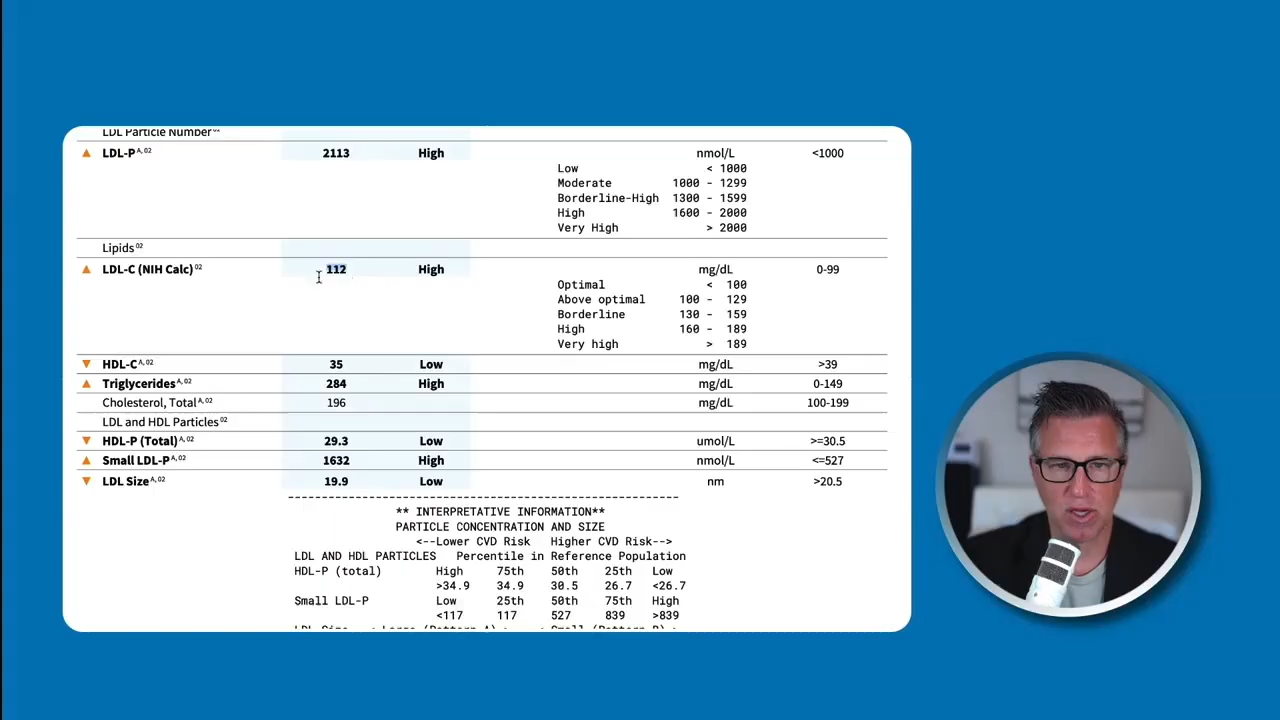 LDL Particle Number 02
LDL-P A, 02 2113 High nmol/L <1000
Low < 1000
Moderate 1000 - 1299
Borderline-High 1300 - 1599
High 1600 - 2000
Very High > 2000
Lipids 02
LDL-C (NIH Calc) 02 112 High mg/dL 0-99
Optimal < 100
Above optimal 100 - 129
Borderline 130 - 159
High 160 - 189
Very high > 189
HDL-C A, 02 35 Low mg/dL >39
Triglycerides A, 02 284 High mg/dL 0-149
Cholesterol, Total A, 02 196 mg/dL 100-199
LDL and HDL Particles 02
HDL-P (Total) A, 02 29.3 Low umol/L >=30.5
Small LDL-P A, 02 1632 High nmol/L <=527
LDL Size A, 02 19.9 Low nm >20.5
** INTERPRETATIVE INFORMATION**
PARTICLE CONCENTRATION AND SIZE
<--Lower CVD Risk Higher CVD Risk-->
LDL AND HDL PARTICLES Percentile in Reference Population
HDL-P (total) High 75th 50th 25th Low
>34.9 34.9 30.5 26.7 <26.7
Small LDL-P Low 25th 50th 75th High
<117 117 527 839 >839
LDL Size <-Large (Pattern A)-> <-Small (Pattern B)->